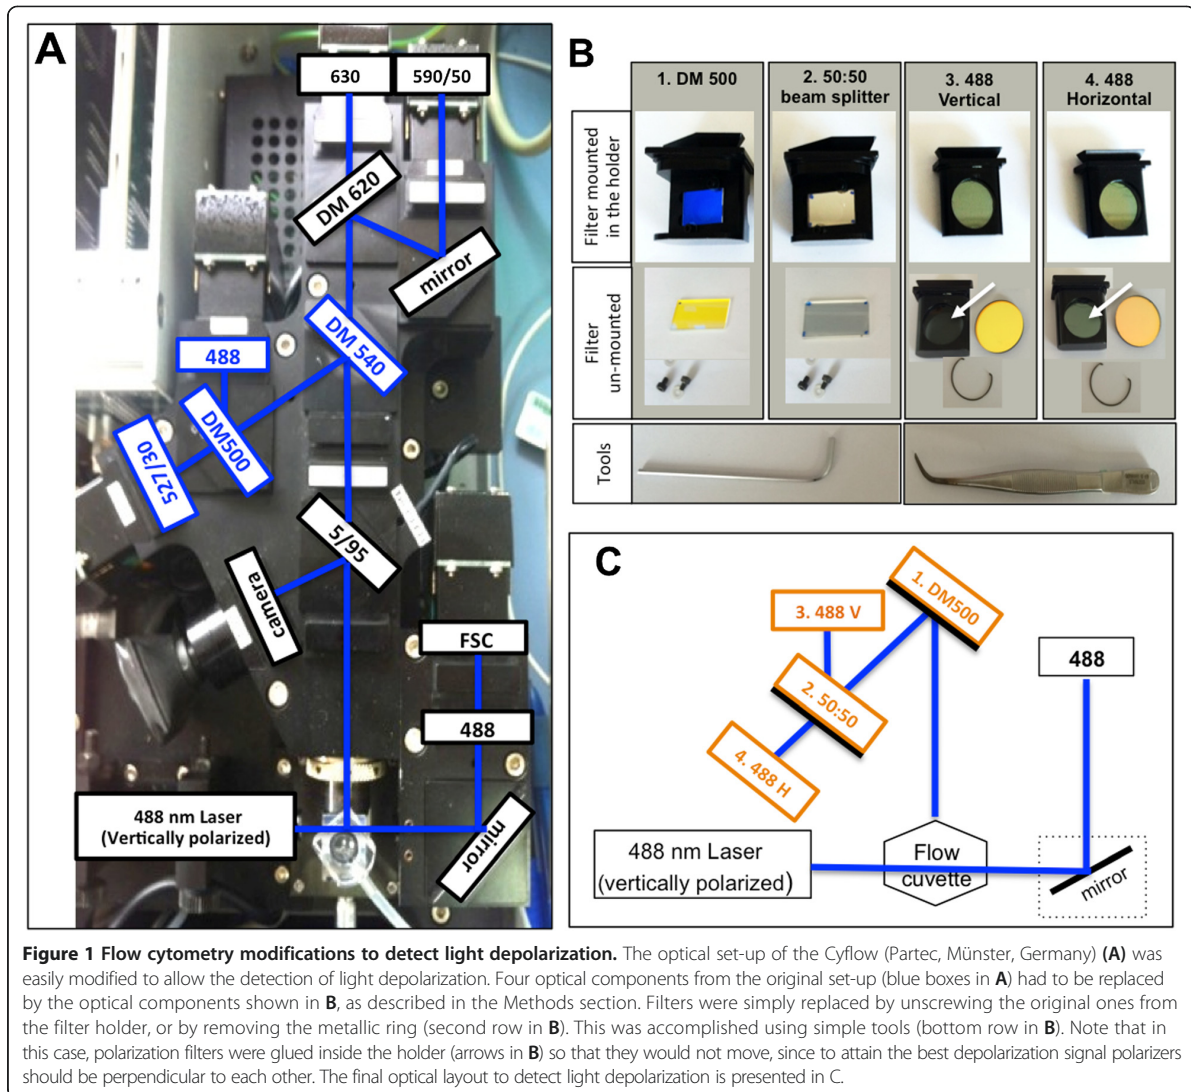 A
630
590/50
DM 620
mirror
DM 540
488
DM500
527/30
5/95
camera
FSC
488
488 nm Laser
(Vertically polarized)
mirror
B
1. DM 500
2. 50:50
beam splitter
3. 488
Vertical
4. 488
Horizontal
Filter mounted
in the holder
Filter
un-mounted
Tools
C
1. DM500
3. 488 V
2. 50:50
4. 488 H
488
488 nm Laser
(vertically polarized)
Flow
cuvette
mirror
Figure 1 Flow cytometry modifications to detect light depolarization. The optical set-up of the Cyflow (Partec, Münster, Germany) (A) was
easily modified to allow the detection of light depolarization. Four optical components from the original set-up (blue boxes in A) had to be replaced
by the optical components shown in B, as described in the Methods section. Filters were simply replaced by unscrewing the original ones from
the filter holder, or by removing the metallic ring (second row in B). This was accomplished using simple tools (bottom row in B). Note that in
this case, polarization filters were glued inside the holder (arrows in B) so that they would not move, since to attain the best depolarization signal polarizers
should be perpendicular to each other. The final optical layout to detect light depolarization is presented in C.